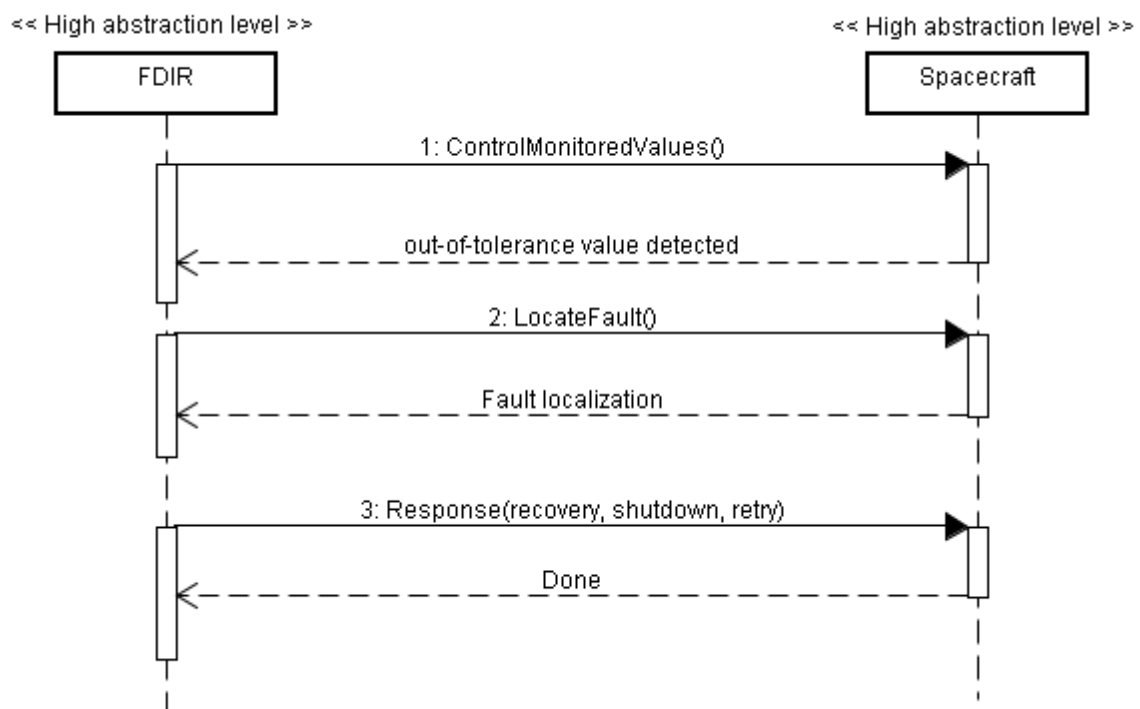 << High abstraction level >>
<< High abstraction level >>
FDIR
Spacecraft
1: ControlMonitoredValues()
out-of-tolerance value detected
2: LocateFault()
Fault localization
3: Response(recovery, shutdown, retry)
Done